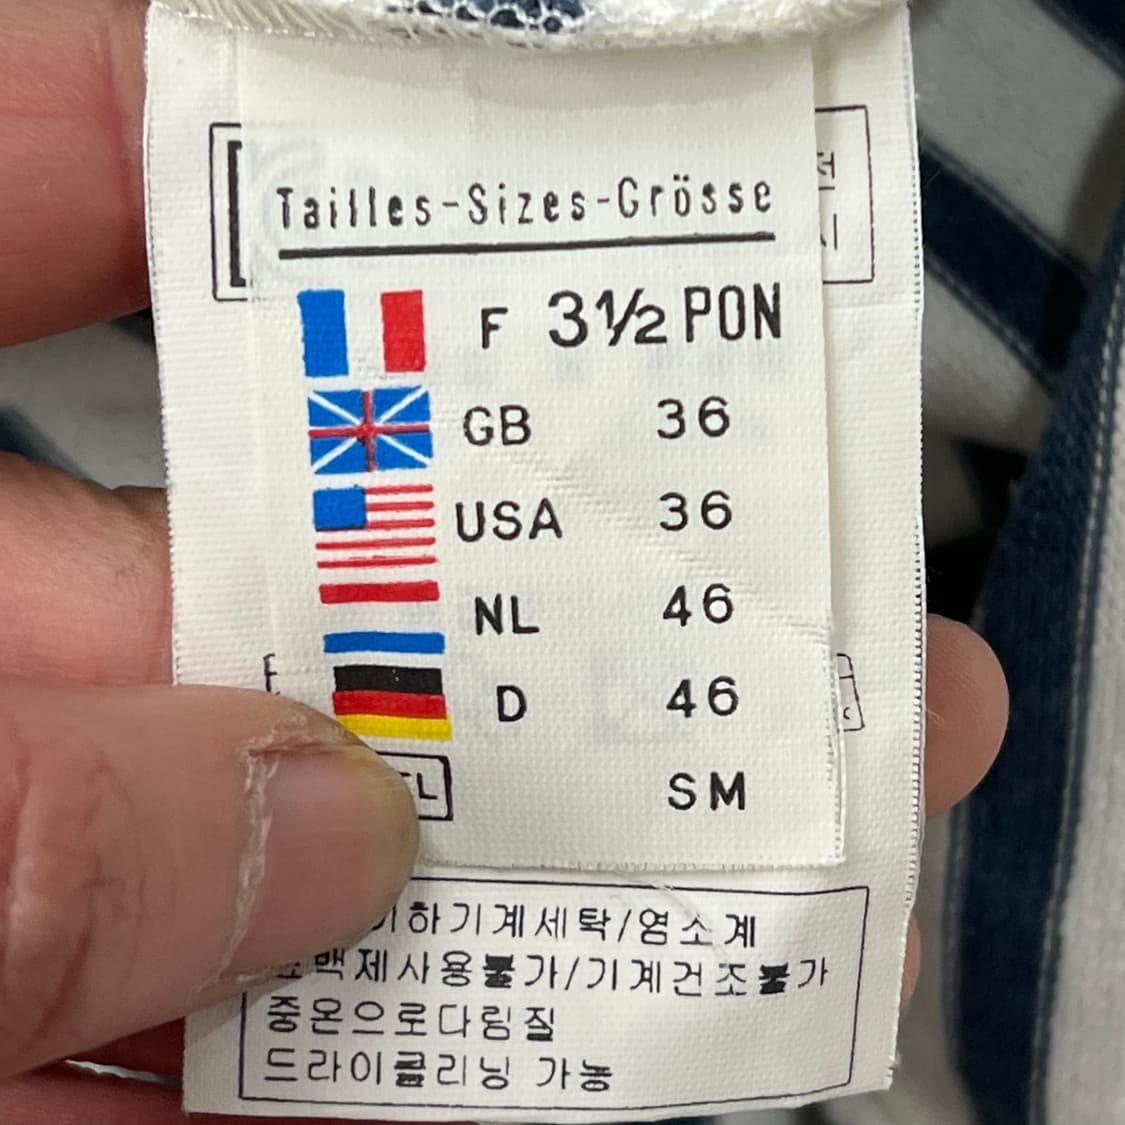 Tailles-Sizes-Grösse
F 3½ PON
GB 36
USA 36
NL 46
D 46
SM
하기계세탁/염소계
표백제사용불가/기계건조불가
중온으로다림질
드라이클리닝 가능